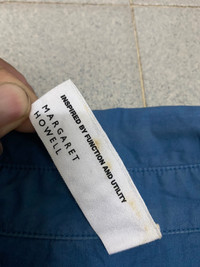 MARGARET
HOWELL
INSPIRED BY FUNCTION AND UTILITY